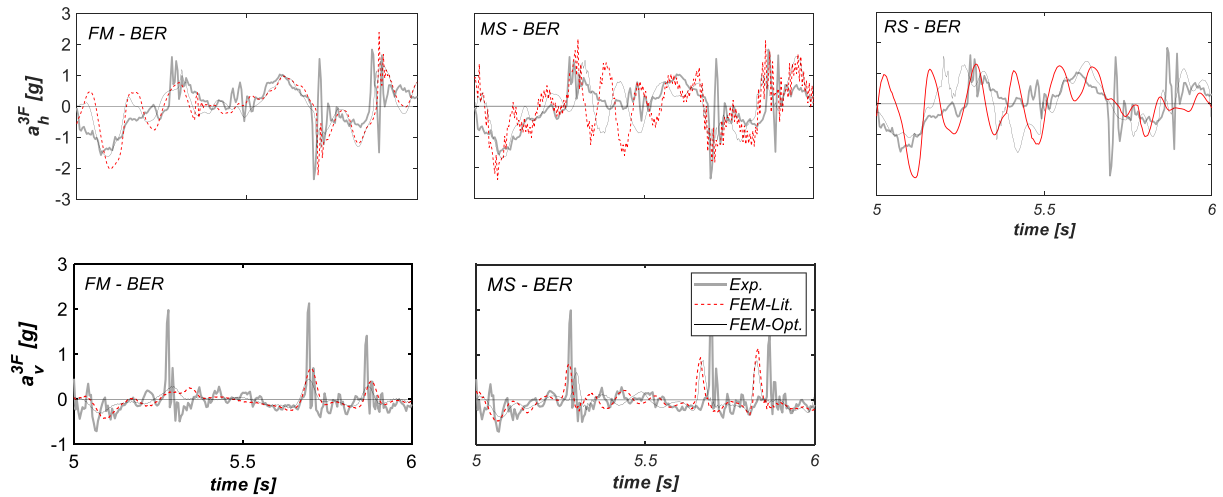 FM - BER
MS - BER
RS - BER
3
2
1
0
-1
-2
-3
a_h^{3F} [g]
5
5.5
6
time [s]
FM - BER
MS - BER
Exp.
FEM-Lit.
FEM-Opt.
3
2
1
0
-1
a_v^{3F} [g]
5
5.5
6
5
5.5
6
time [s]
time [s]